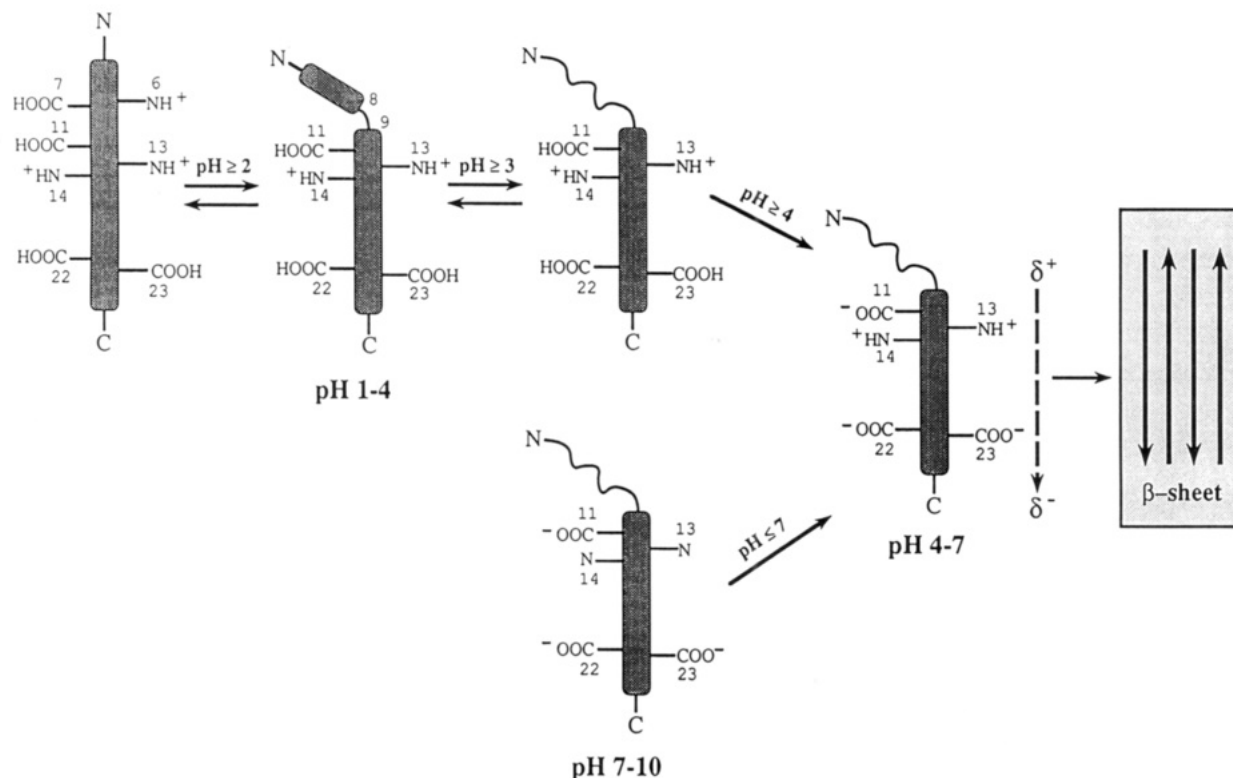 N
7
6
HOOC
NH⁺
11
HOOC
13
⁺HN
NH⁺
14
HOOC
COOH
22
23
C
pH ≥ 2
N
8
9
11
HOOC
13
⁺HN
NH⁺
14
HOOC
COOH
22
23
C
pH 1-4
pH ≥ 3
N
11
13
HOOC
NH⁺
⁺HN
14
HOOC
COOH
22
23
C
pH ≥ 4
N
11
⁻OOC
13
⁺HN
NH⁺
14
⁻OOC
COO⁻
22
23
C
pH 4-7
δ⁺
δ⁻
β-sheet
N
11
13
⁻OOC
N
N
14
⁻OOC
COO⁻
22
23
C
pH 7-10
pH ≤ 7